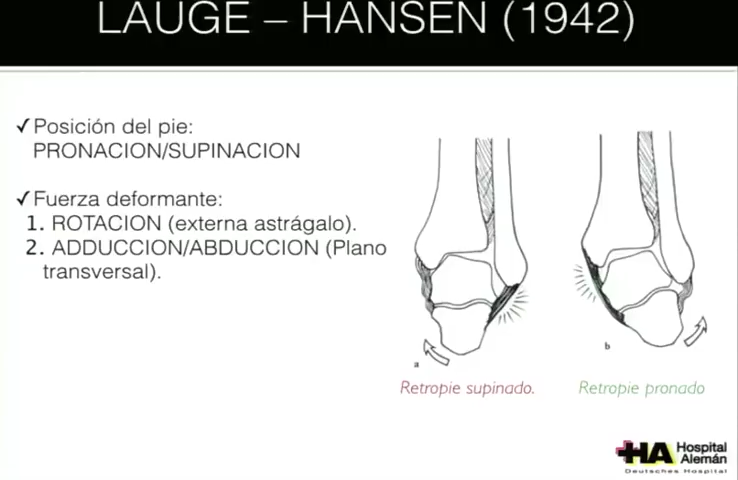 LAUGE – HANSEN (1942)
✓Posición del pie:
PRONACION/SUPINACION
✓Fuerza deformante:
1. ROTACION (externa astrágalo).
2. ADDUCCION/ABDUCCION (Plano
transversal).
a
b
Retropie supinado.
Retropie pronado
HA Hospital
Alemán
Deutsches Hospital